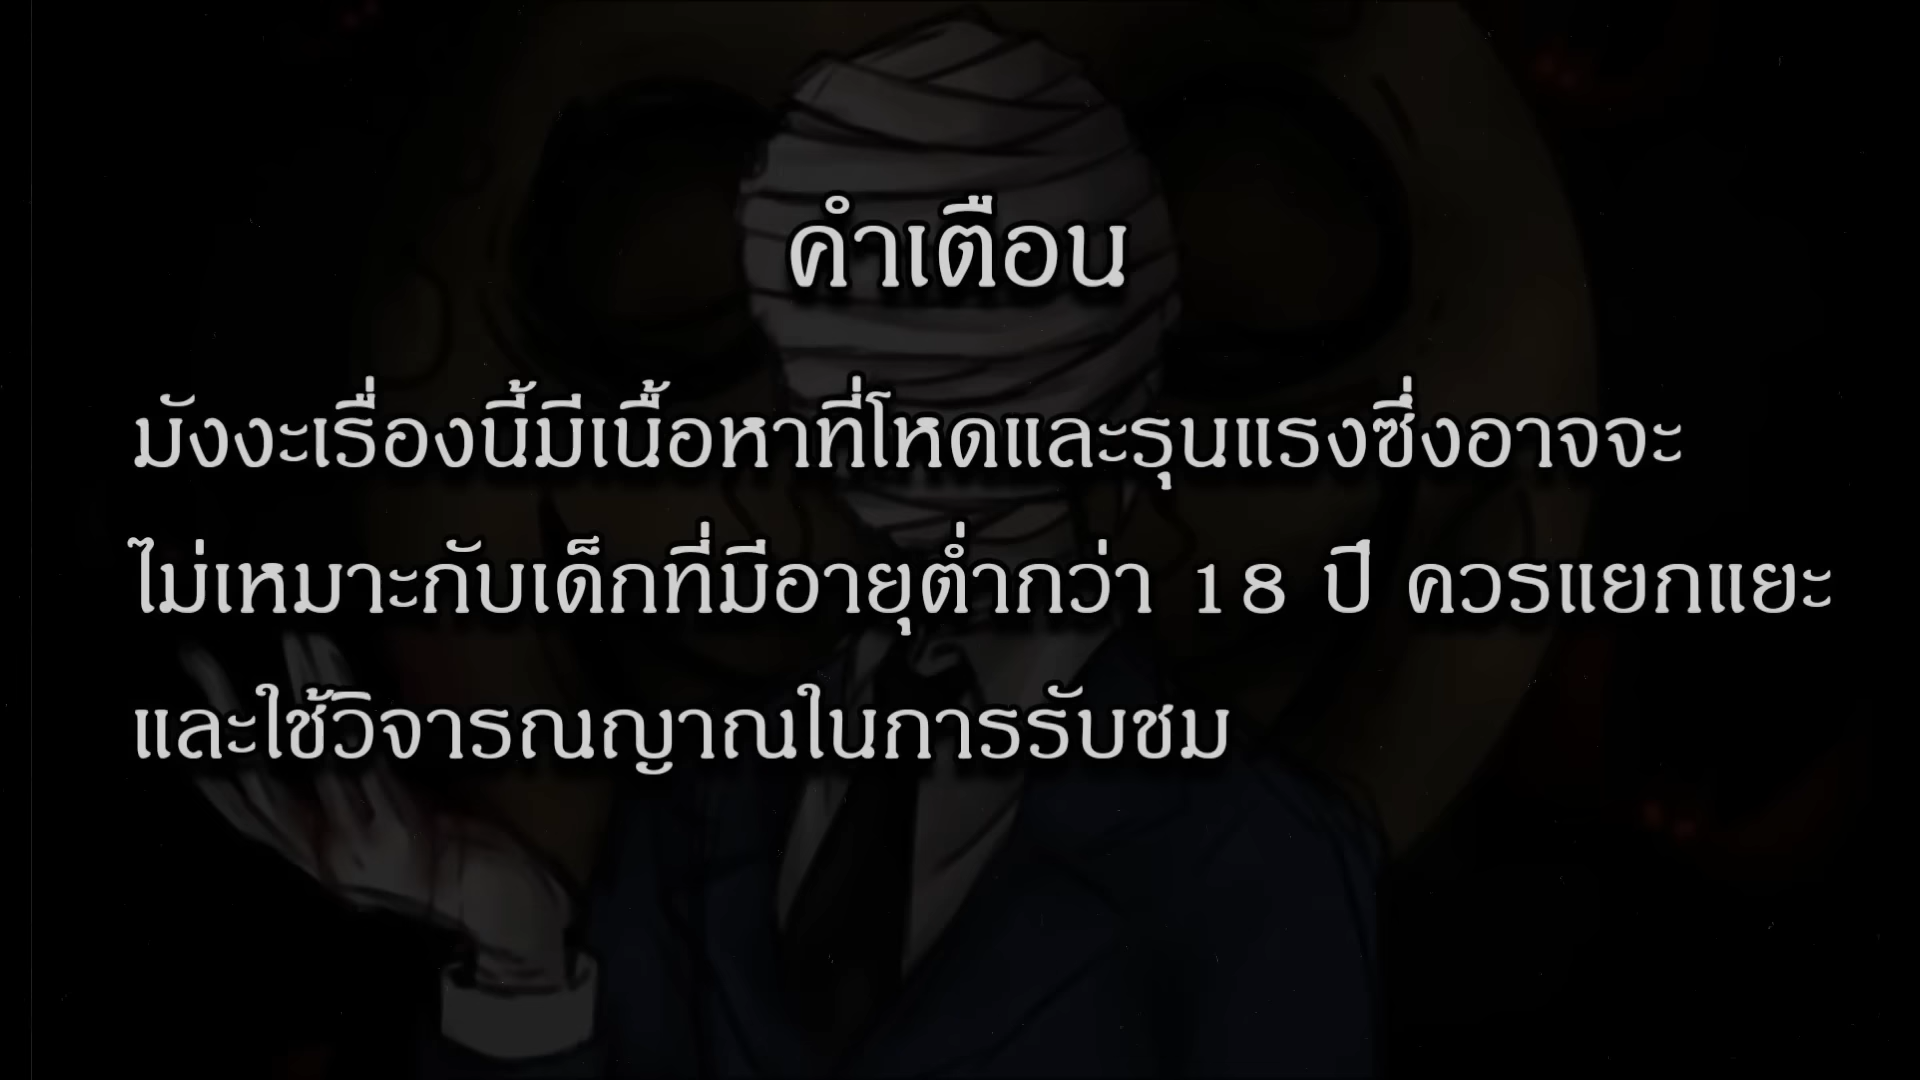 คำเตือน
มังงะเรื่องนี้มีเนื้อหาที่โหดและรุนแรงซึ่งอาจจะ
ไม่เหมาะกับเด็กที่มีอายุต่ำกว่า 18 ปี ควรแยกแยะ
และใช้วิจารณญาณในการรับชม